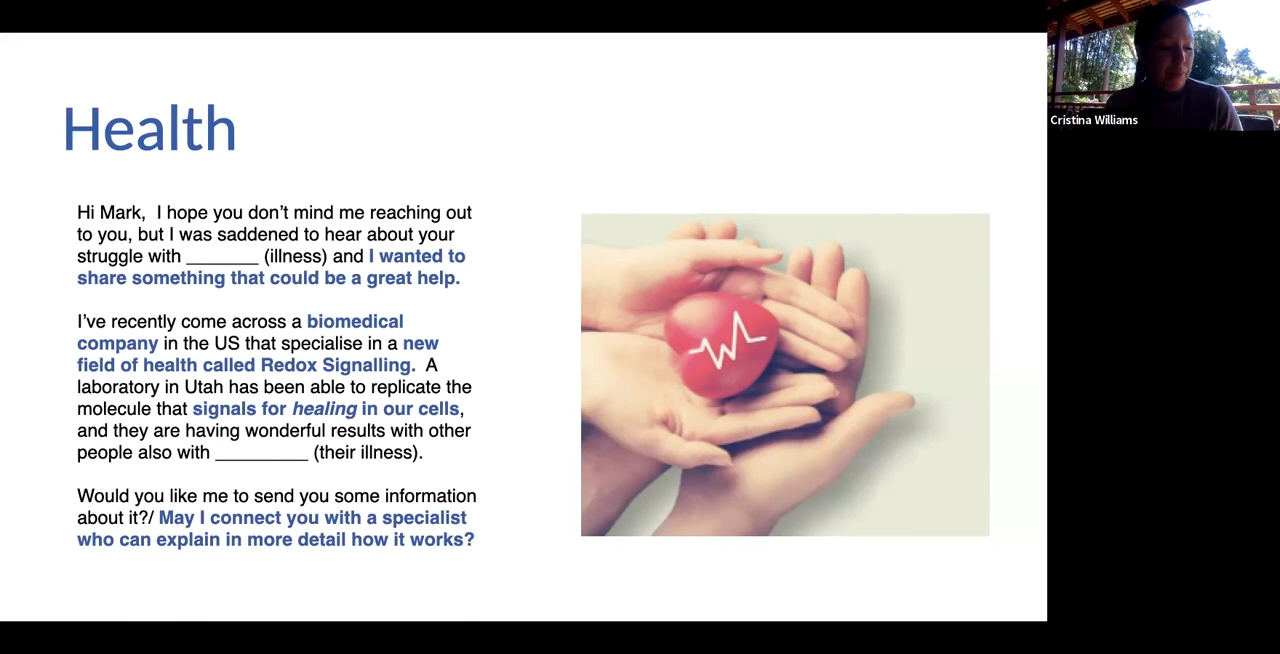 Health
Hi Mark,  I hope you don’t mind me reaching out
to you, but I was saddened to hear about your
struggle with _______ (illness) and I wanted to
share something that could be a great help.
I’ve recently come across a biomedical
company in the US that specialise in a new
field of health called Redox Signalling.  A
laboratory in Utah has been able to replicate the
molecule that signals for healing in our cells,
and they are having wonderful results with other
people also with _________ (their illness).
Would you like me to send you some information
about it?/ May I connect you with a specialist
who can explain in more detail how it works?
Cristina Williams